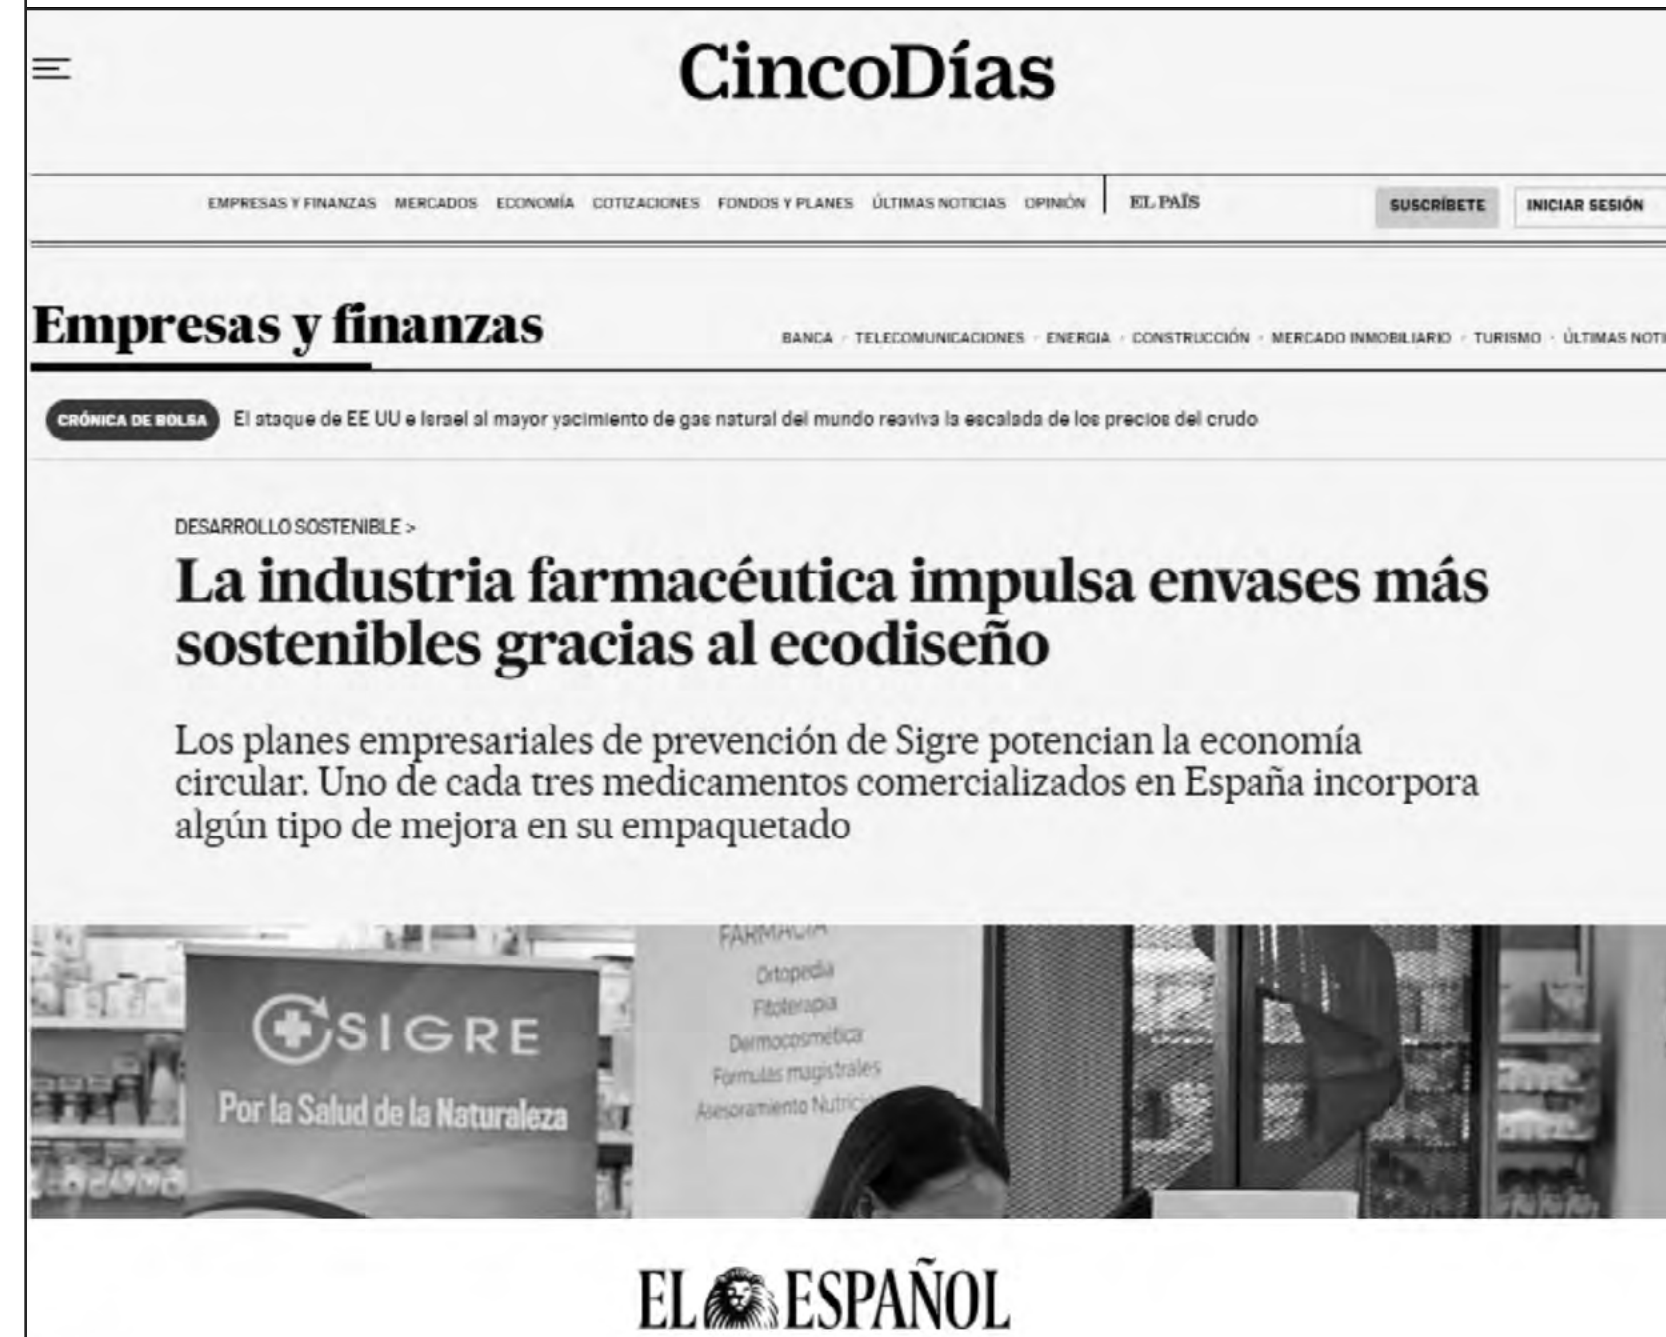 CincoDías
EMPRESAS Y FINANZAS MERCADOS ECONOMÍA COTIZACIONES FONDOS Y PLANES ÚLTIMAS NOTICIAS OPINIÓN EL PAÍS SUSCRÍBETE INICIAR SESIÓN
Empresas y finanzas
BANCA · TELECOMUNICACIONES · ENERGIA · CONSTRUCCIÓN · MERCADO INMOBILIARIO · TURISMO · ÚLTIMAS
CRÓNICA DE BOLSA El ataque de EE UU e Israel al mayor yacimiento de gas natural del mundo reaviva la escalada de los precios del crudo
DESARROLLO SOSTENIBLE >
La industria farmacéutica impulsa envases más
sostenibles gracias al ecodiseño
Los planes empresariales de prevención de Sigre potencian la economía
circular. Uno de cada tres medicamentos comercializados en España incorpora
algún tipo de mejora en su empaquetado
SIGRE
Por la Salud de la Naturaleza
FARMACIA
Ortopedia
Fitoterapia
Dermocosmética
Fórmulas magistrales
Asesoramiento
EL ESPAÑOL